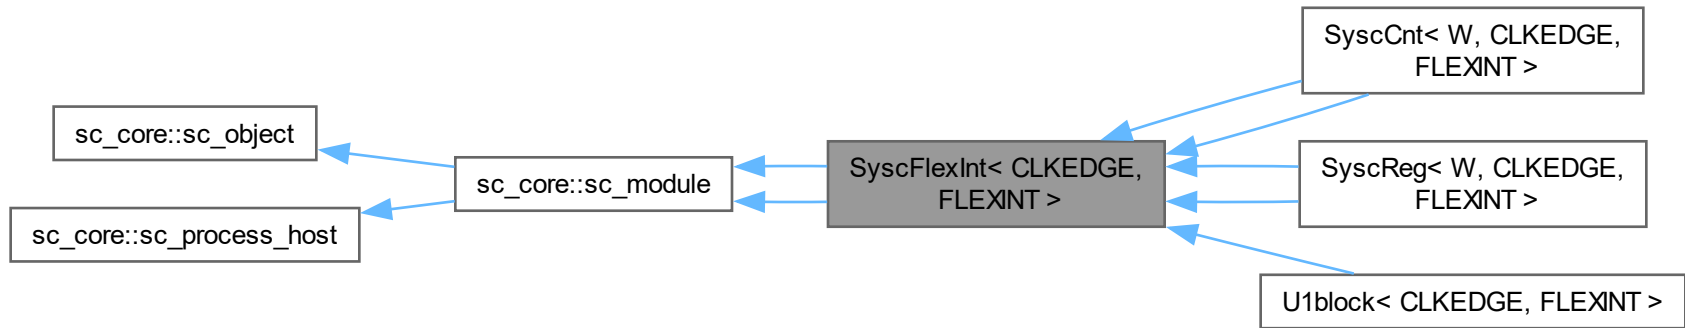 sc_core::sc_object
sc_core::sc_process_host
sc_core::sc_module
SyscFlexInt< CLKEDGE,
FLEXINT >
SyscCnt< W, CLKEDGE,
FLEXINT >
SyscReg< W, CLKEDGE,
FLEXINT >
U1block< CLKEDGE, FLEXINT >